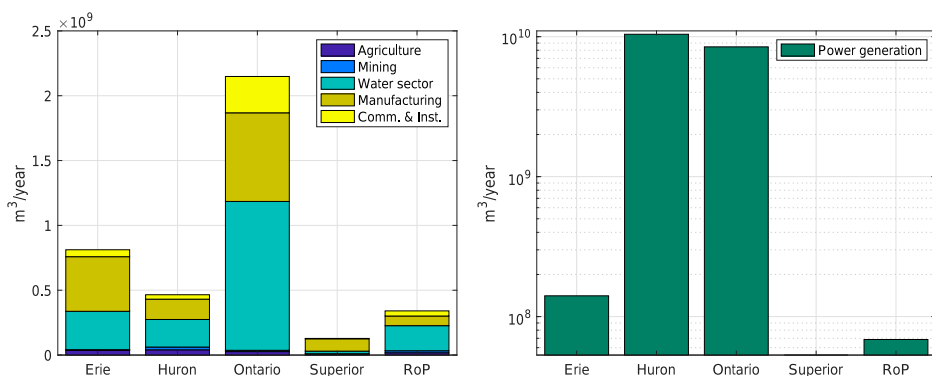 ×10^9
2.5
2
1.5
1
0.5
0
m^3/year
Erie Huron Ontario Superior RoP
Agriculture
Mining
Water sector
Manufacturing
Comm. & Inst.
10^10
10^9
10^8
m^3/year
Erie Huron Ontario Superior RoP
Power generation